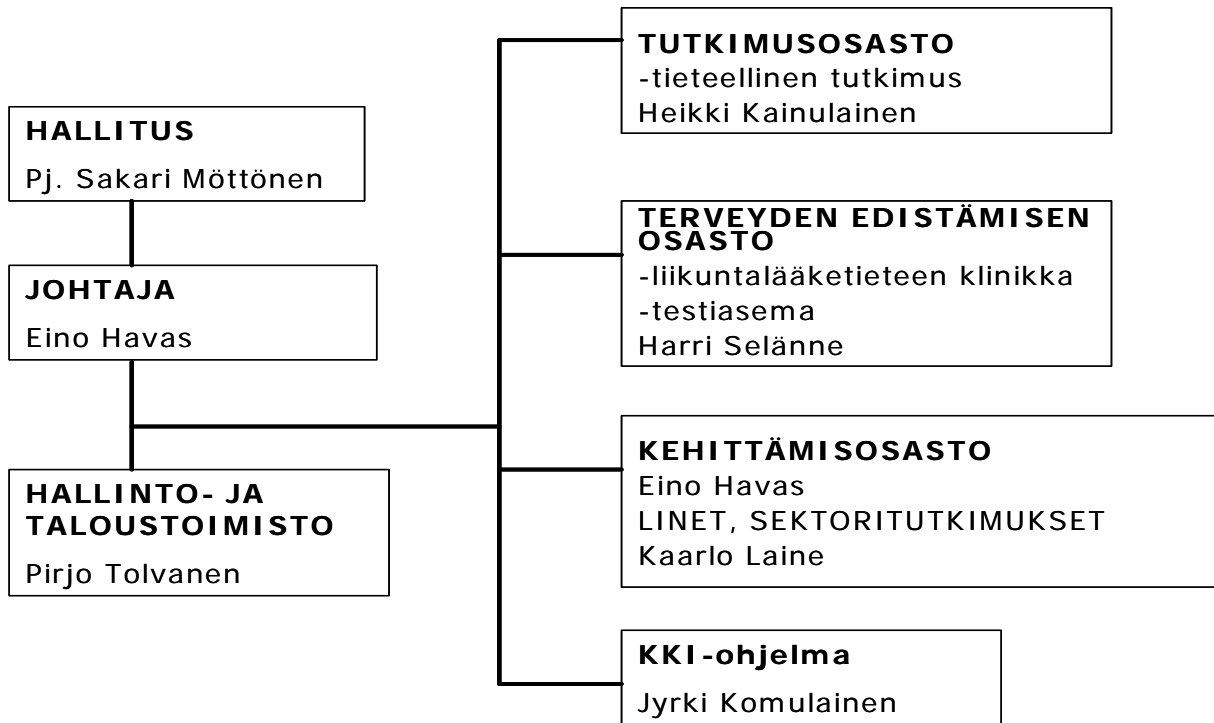 HALLITUS
Pj. Sakari Möttönen
JOHTAJA
Eino Havas
HALLINTO- JA
TALOUSTOIMISTO
Pirjo Tolvanen
TUTKIMUSOSASTO
-tieteellinen tutkimus
Heikki Kainulainen
TERVEYDEN EDISTÄMISEN
OSASTO
-liikuntalääketieteen klinikka
-testiasema
Harri Selänne
KEHITTÄMISOSASTO
Eino Havas
LINET, SEKTORITUTKIMUKSET
Kaarlo Laine
KKI-ohjelma
Jyrki Komulainen